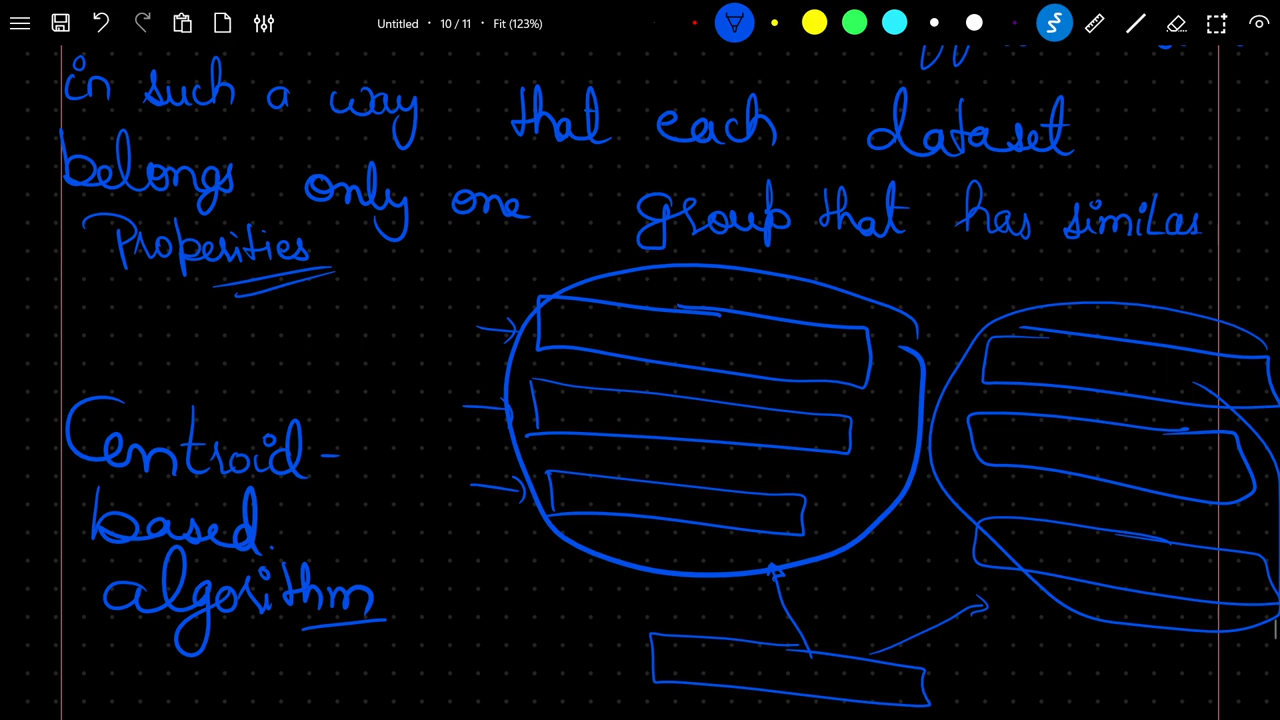 Untitled • 10 / 11 • Fit (123%)
in such a way that each dataset
belongs only one group that has similar
Properities
Centroid-
based
algorithm